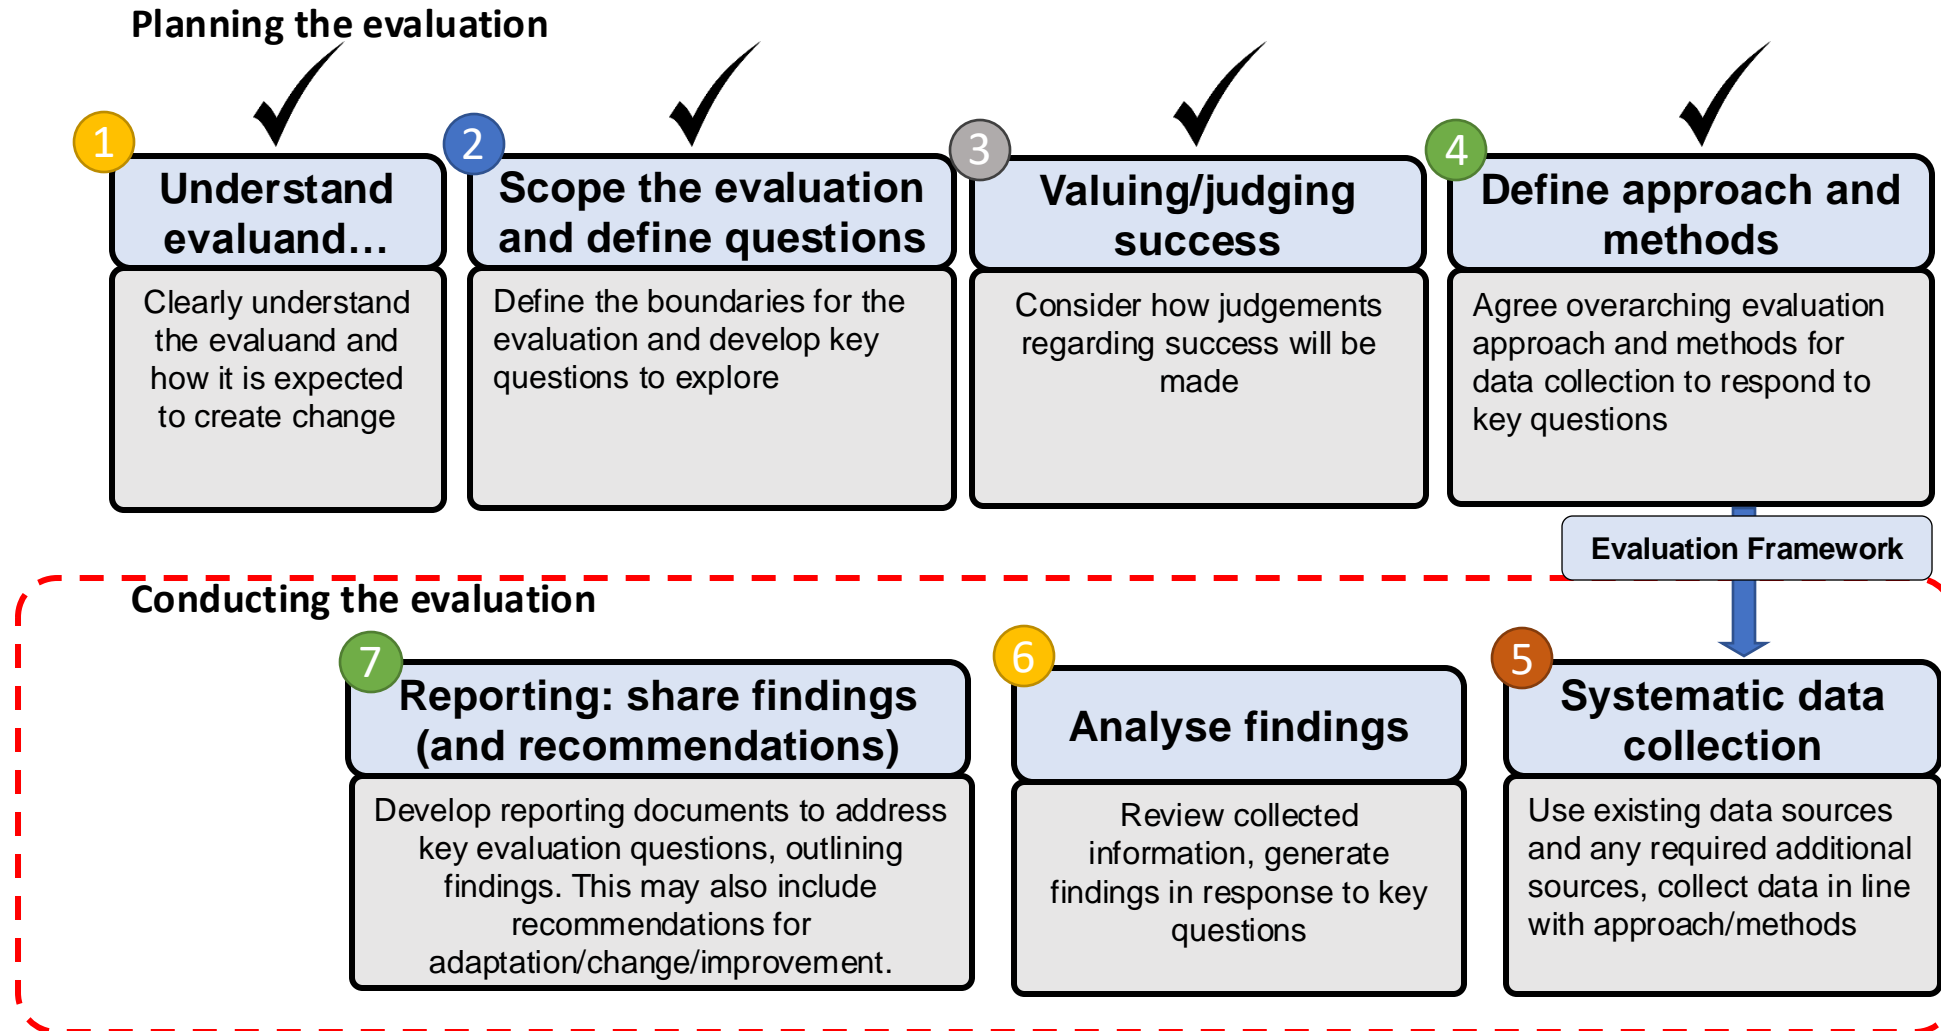 Planning the evaluation
1
Understand
evaluand…
Clearly understand
the evaluand and
how it is expected
to create change
2
Scope the evaluation
and define questions
Define the boundaries for the
evaluation and develop key
questions to explore
3
Valuing/judging
success
Consider how judgements
regarding success will be
made
4
Define approach and
methods
Agree overarching evaluation
approach and methods for
data collection to respond to
key questions
Evaluation Framework
Conducting the evaluation
7
Reporting: share findings
(and recommendations)
Develop reporting documents to address
key evaluation questions, outlining
findings. This may also include
recommendations for
adaptation/change/improvement.
6
Analyse findings
Review collected
information, generate
findings in response to key
questions
5
Systematic data
collection
Use existing data sources
and any required additional
sources, collect data in line
with approach/methods